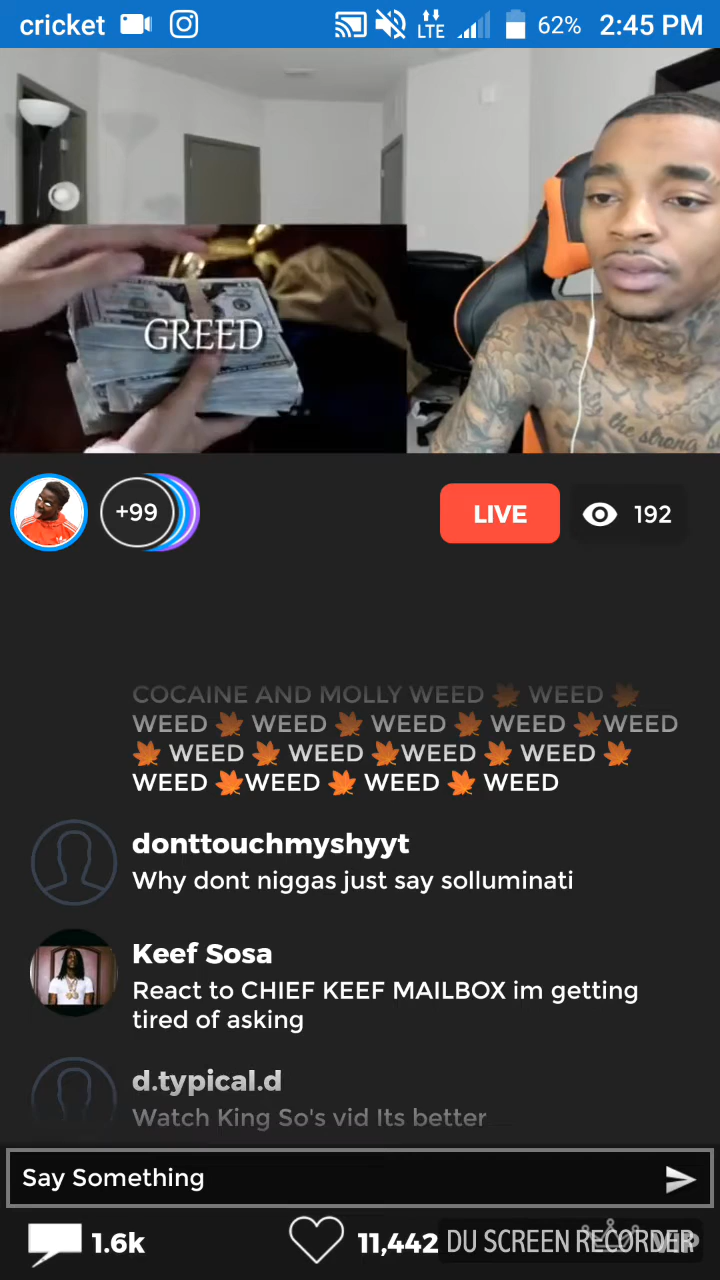 cricket LTE 62% 2:45 PM
GREED
the strong
+99 LIVE 192
COCAINE AND MOLLY WEED 🍁 WEED 🍁
WEED 🍁 WEED 🍁 WEED 🍁 WEED 🍁WEED
🍁 WEED 🍁 WEED 🍁WEED 🍁 WEED 🍁
WEED 🍁WEED 🍁 WEED 🍁 WEED
donttouchmyshyyt
Why dont niggas just say solluminati
Keef Sosa
React to CHIEF KEEF MAILBOX im getting
tired of asking
d.typical.d
Watch King So's vid Its better
Say Something
1.6k 11,442 DU SCREEN RECORDER VIP